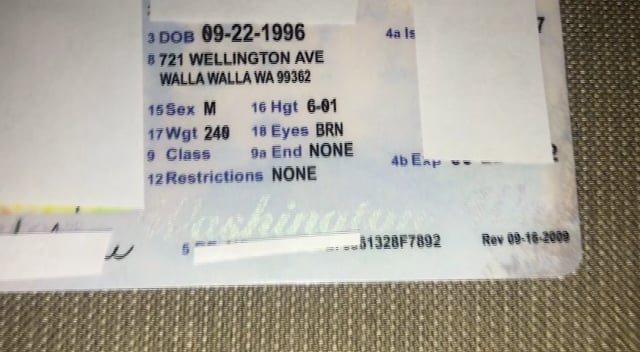 3 DOB 09-22-1996 4a Is
8 721 WELLINGTON AVE
WALLA WALLA WA 99362
15 Sex M 16 Hgt 6-01
17 Wgt 240 18 Eyes BRN
9 Class 9a End NONE
4b Exp
12 Restrictions NONE
Washington
5 81328F7892 Rev 09-16-2009